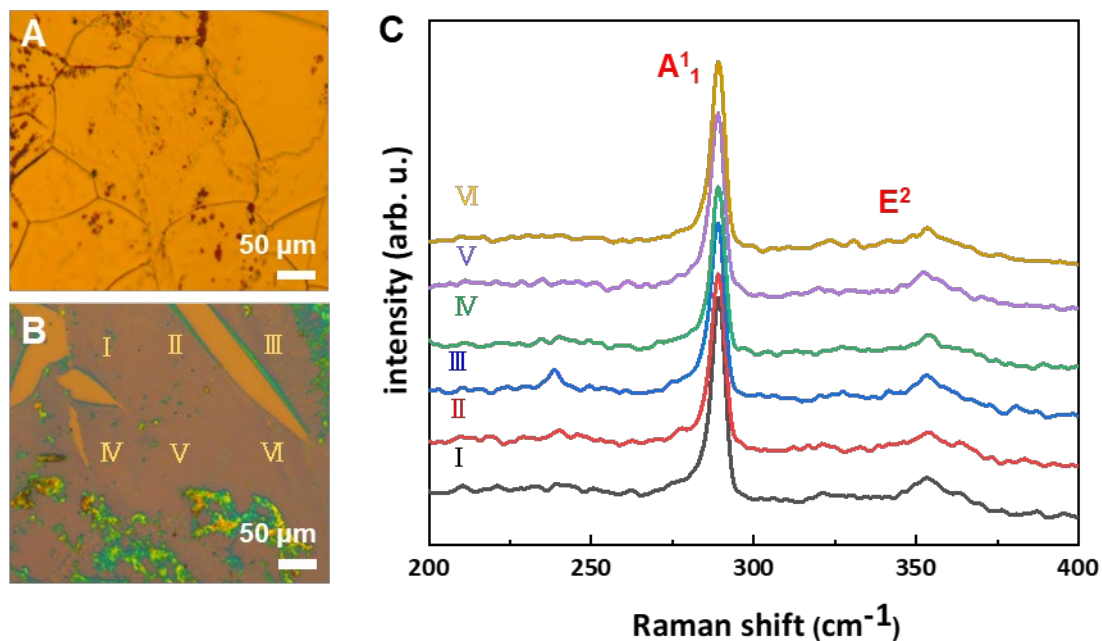 A
50 μm
B
Ⅰ Ⅱ Ⅲ
Ⅳ Ⅴ Ⅵ
50 μm
C
A¹₁
E²
Ⅵ
Ⅴ
Ⅳ
Ⅲ
Ⅱ
Ⅰ
intensity (arb. u.)
200 250 300 350 400
Raman shift (cm⁻¹)